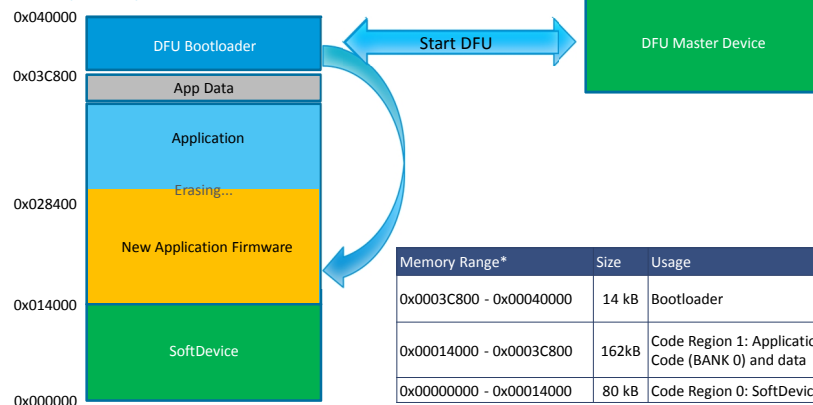 0x040000
DFU Bootloader
Start DFU
DFU Master Device
0x03C800
App Data
Application
Erasing...
0x028400
New Application Firmware
0x014000
SoftDevice
0x000000
Memory Range* Size Usage
0x0003C800 - 0x00040000 14 kB Bootloader
0x00014000 - 0x0003C800 162kB Code Region 1: Applicatio
Code (BANK 0) and data
0x00000000 - 0x00014000 80 kB Code Region 0: SoftDevic